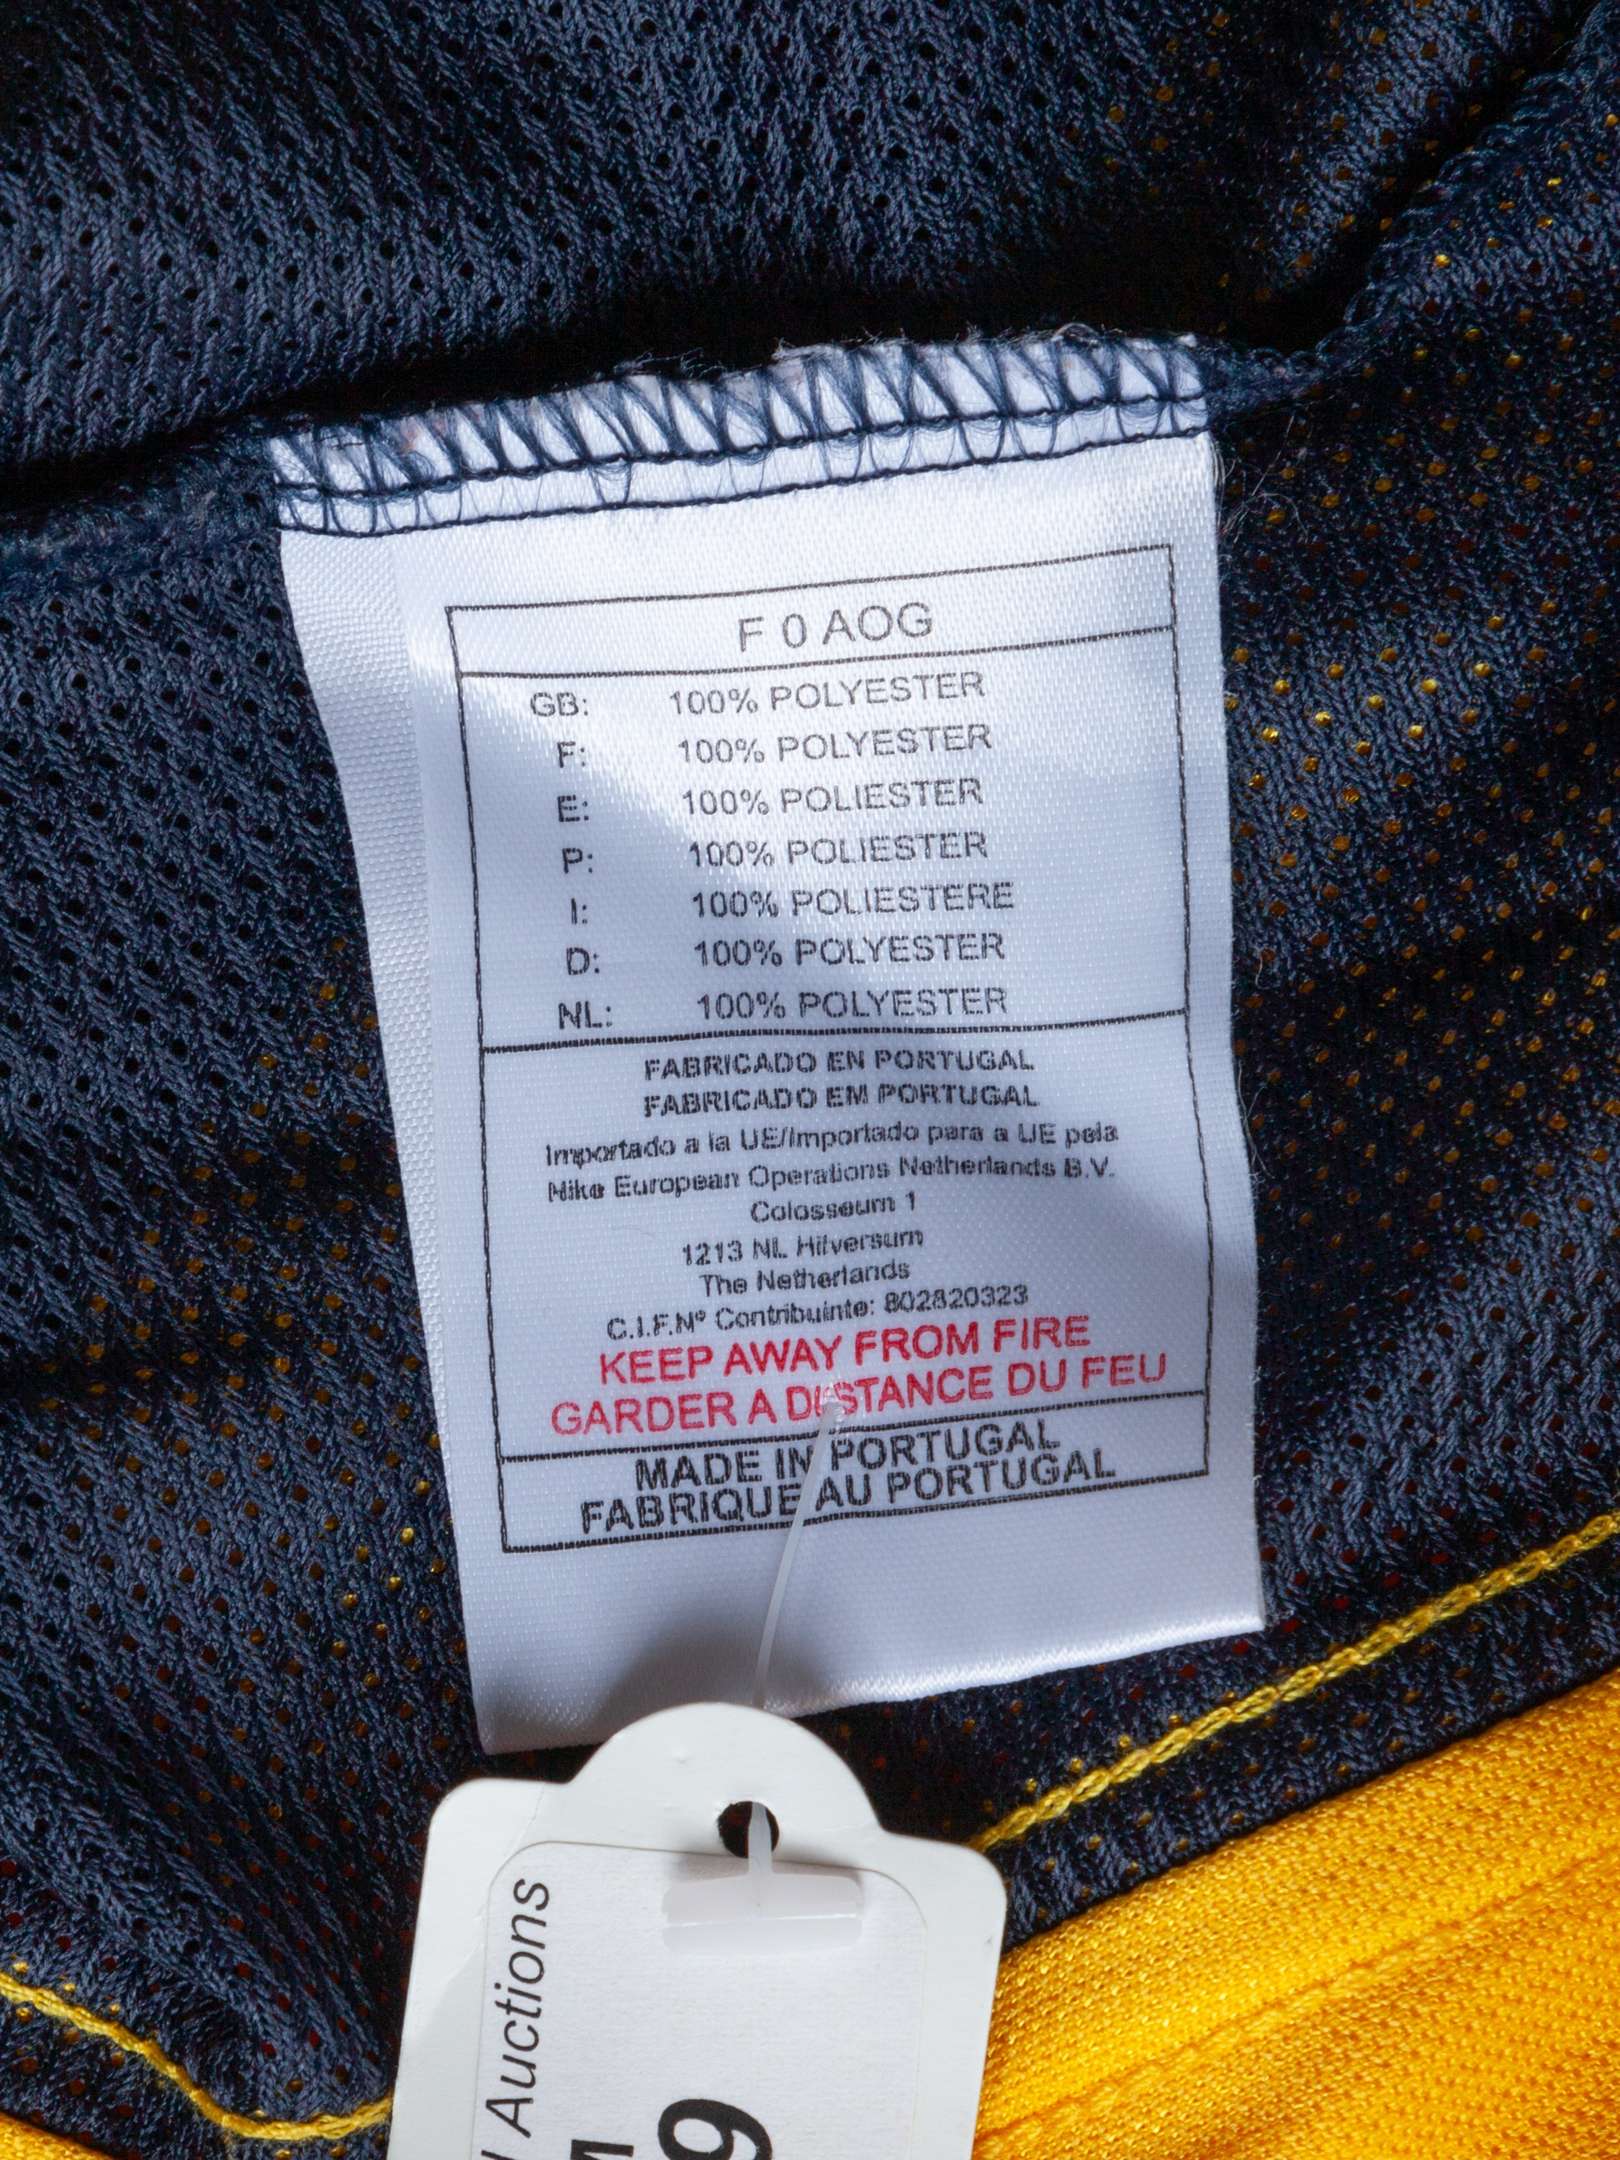 F 0 AOG
GB: 100% POLYESTER
F: 100% POLYESTER
E: 100% POLIESTER
P: 100% POLIESTER
I: 100% POLIESTERE
D: 100% POLYESTER
NL: 100% POLYESTER
FABRICADO EN PORTUGAL
FABRICADO EM PORTUGAL
Importado a la UE/Importado para a UE pela
Nike European Operations Netherlands B.V.
Colosseum 1
1213 NL Hilversum
The Netherlands
C.I.F.Nº Contribuinte: 802820323
KEEP AWAY FROM FIRE
GARDER A DISTANCE DU FEU
MADE IN PORTUGAL
FABRIQUE AU PORTUGAL
Auctions
9